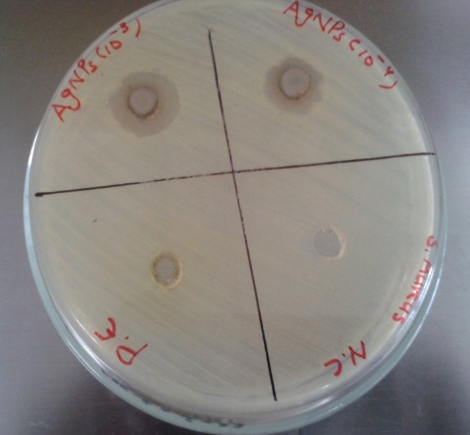 AgNPs(10⁻³)
AgNPs(10⁻⁴)
P.E
N.C
S. aureus